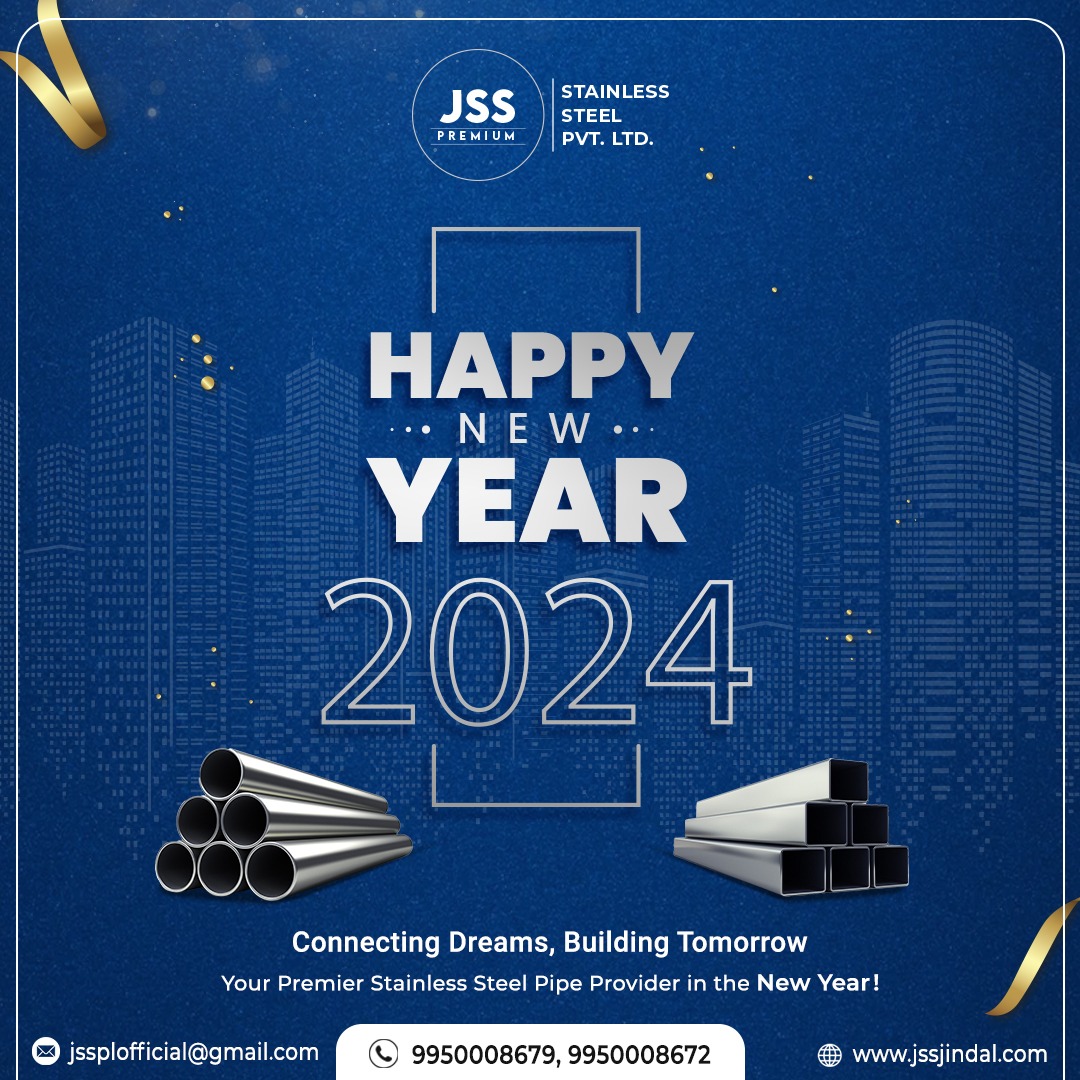 JSS
PREMIUM
STAINLESS
STEEL
PVT. LTD.
HAPPY
NEW
YEAR
2024
Connecting Dreams, Building Tomorrow
Your Premier Stainless Steel Pipe Provider in the New Year!
jssplofficial@gmail.com
9950008679, 9950008672
www.jssjindal.com